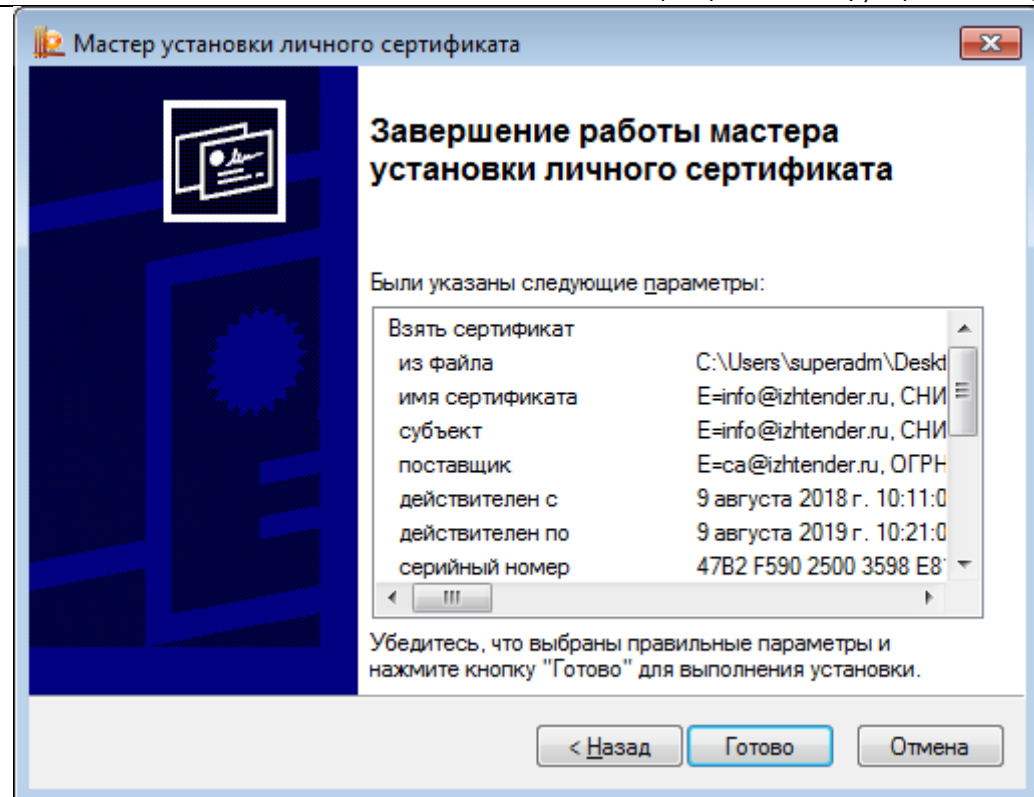 Мастер установки личного сертификата
Завершение работы мастера
установки личного сертификата
Были указаны следующие параметры:
Взять сертификат
из файла C:\Users\superadm\Deskt
имя сертификата E=info@izhtender.ru, СНИ
субъект E=info@izhtender.ru, СНИ
поставщик E=ca@izhtender.ru, ОГРН
действителен с 9 августа 2018 г. 10:11:0
действителен по 9 августа 2019 г. 10:21:0
серийный номер 47B2 F590 2500 3598 E8
Убедитесь, что выбраны правильные параметры и
нажмите кнопку "Готово" для выполнения установки.
< Назад Готово Отмена